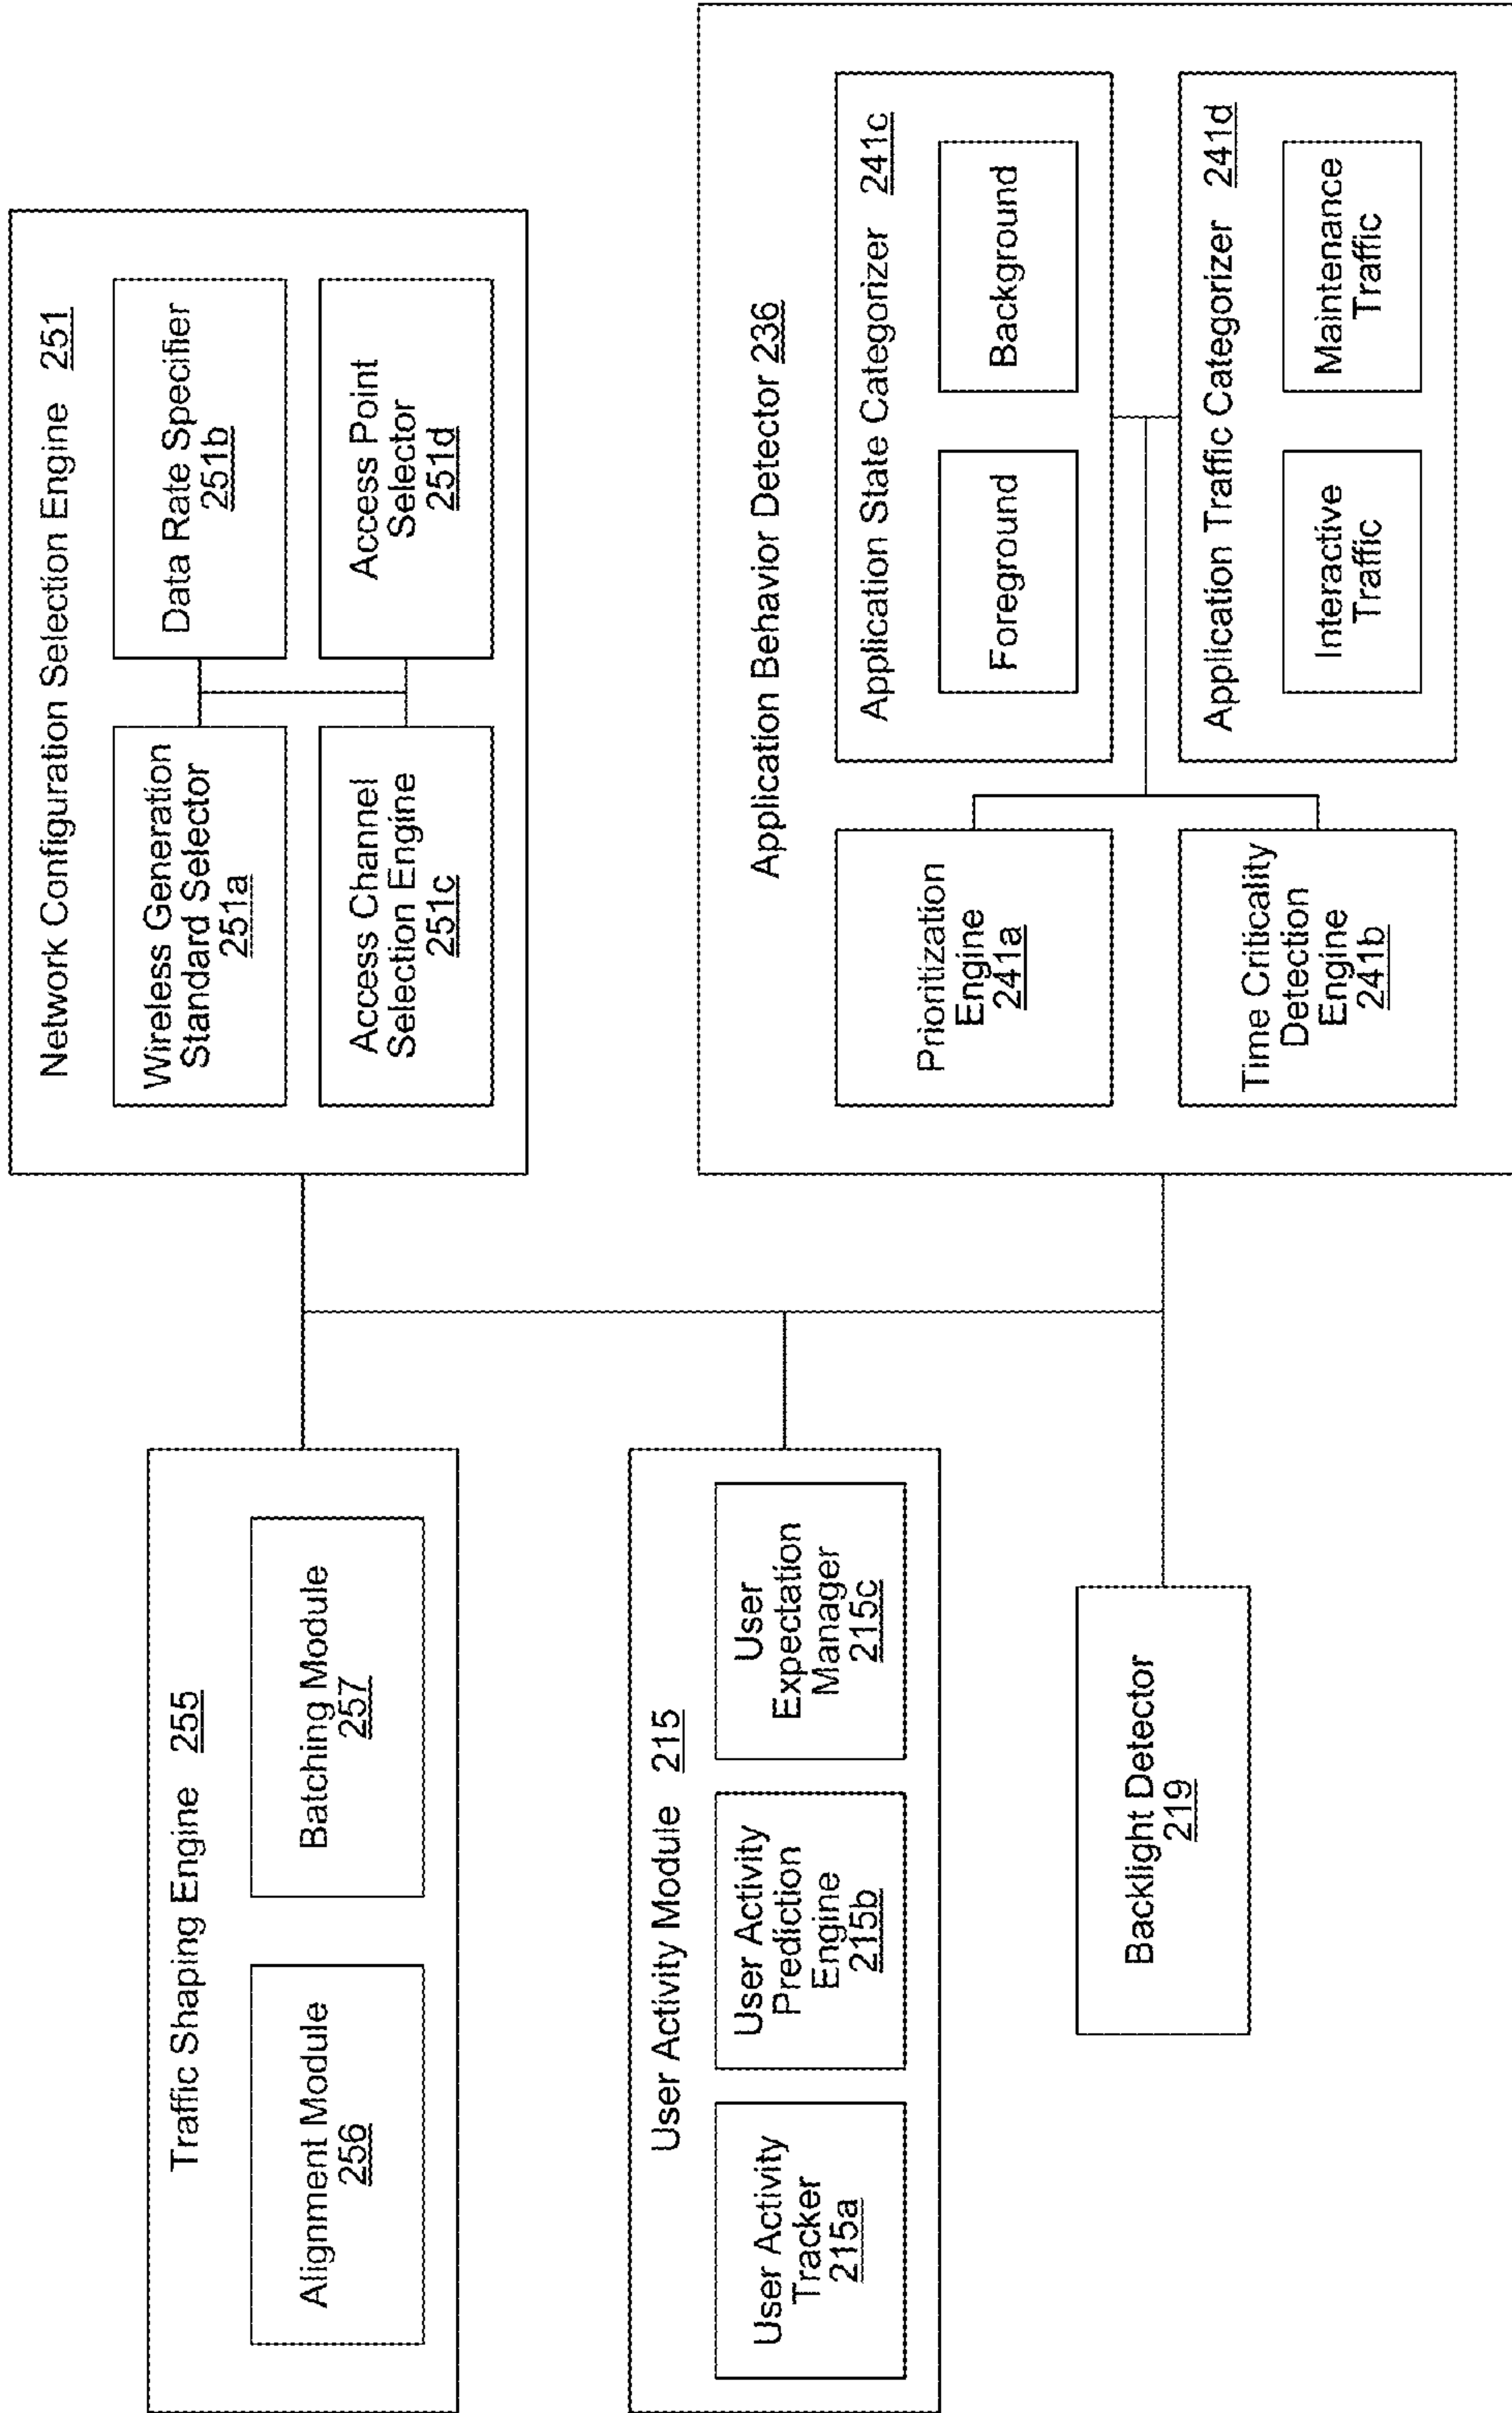 Traffic Shaping Engine 255
Alignment Module
256
Batching Module
257
User Activity Module 215
User Activity
Tracker
215a
User Activity
Prediction
Engine
215b
User
Expectation
Manager
215c
Backlight Detector
219
Network Configuration Selection Engine 251
Wireless Generation
Standard Selector
251a
Data Rate Specifier
251b
Access Channel
Selection Engine
251c
Access Point
Selector
251d
Application Behavior Detector 236
Prioritization
Engine
241a
Time Criticality
Detection
Engine
241b
Application State Categorizer 241c
Foreground
Background
Application Traffic Categorizer 241d
Interactive
Traffic
Maintenance
Traffic